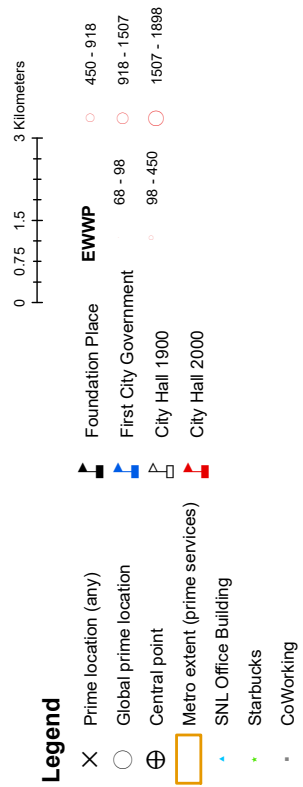 Legend
Prime location (any)
Global prime location
Central point
Metro extent (prime services)
SNL Office Building
Starbucks
CoWorking
Foundation Place
First City Government
City Hall 1900
City Hall 2000
0 0.75 1.5 3 Kilometers
EWWP
68 - 98
98 - 450
450 - 918
918 - 1507
1507 - 1898